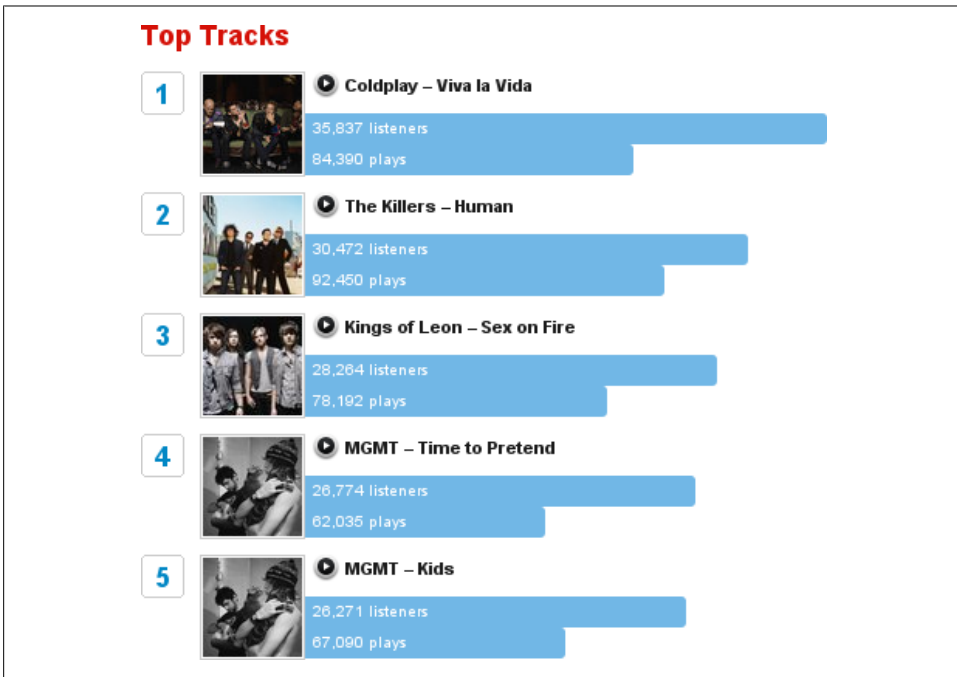 Top Tracks
1
Coldplay – Viva la Vida
35,837 listeners
84,390 plays
2
The Killers – Human
30,472 listeners
92,450 plays
3
Kings of Leon – Sex on Fire
28,264 listeners
78,192 plays
4
MGMT – Time to Pretend
26,774 listeners
62,035 plays
5
MGMT – Kids
26,271 listeners
67,090 plays